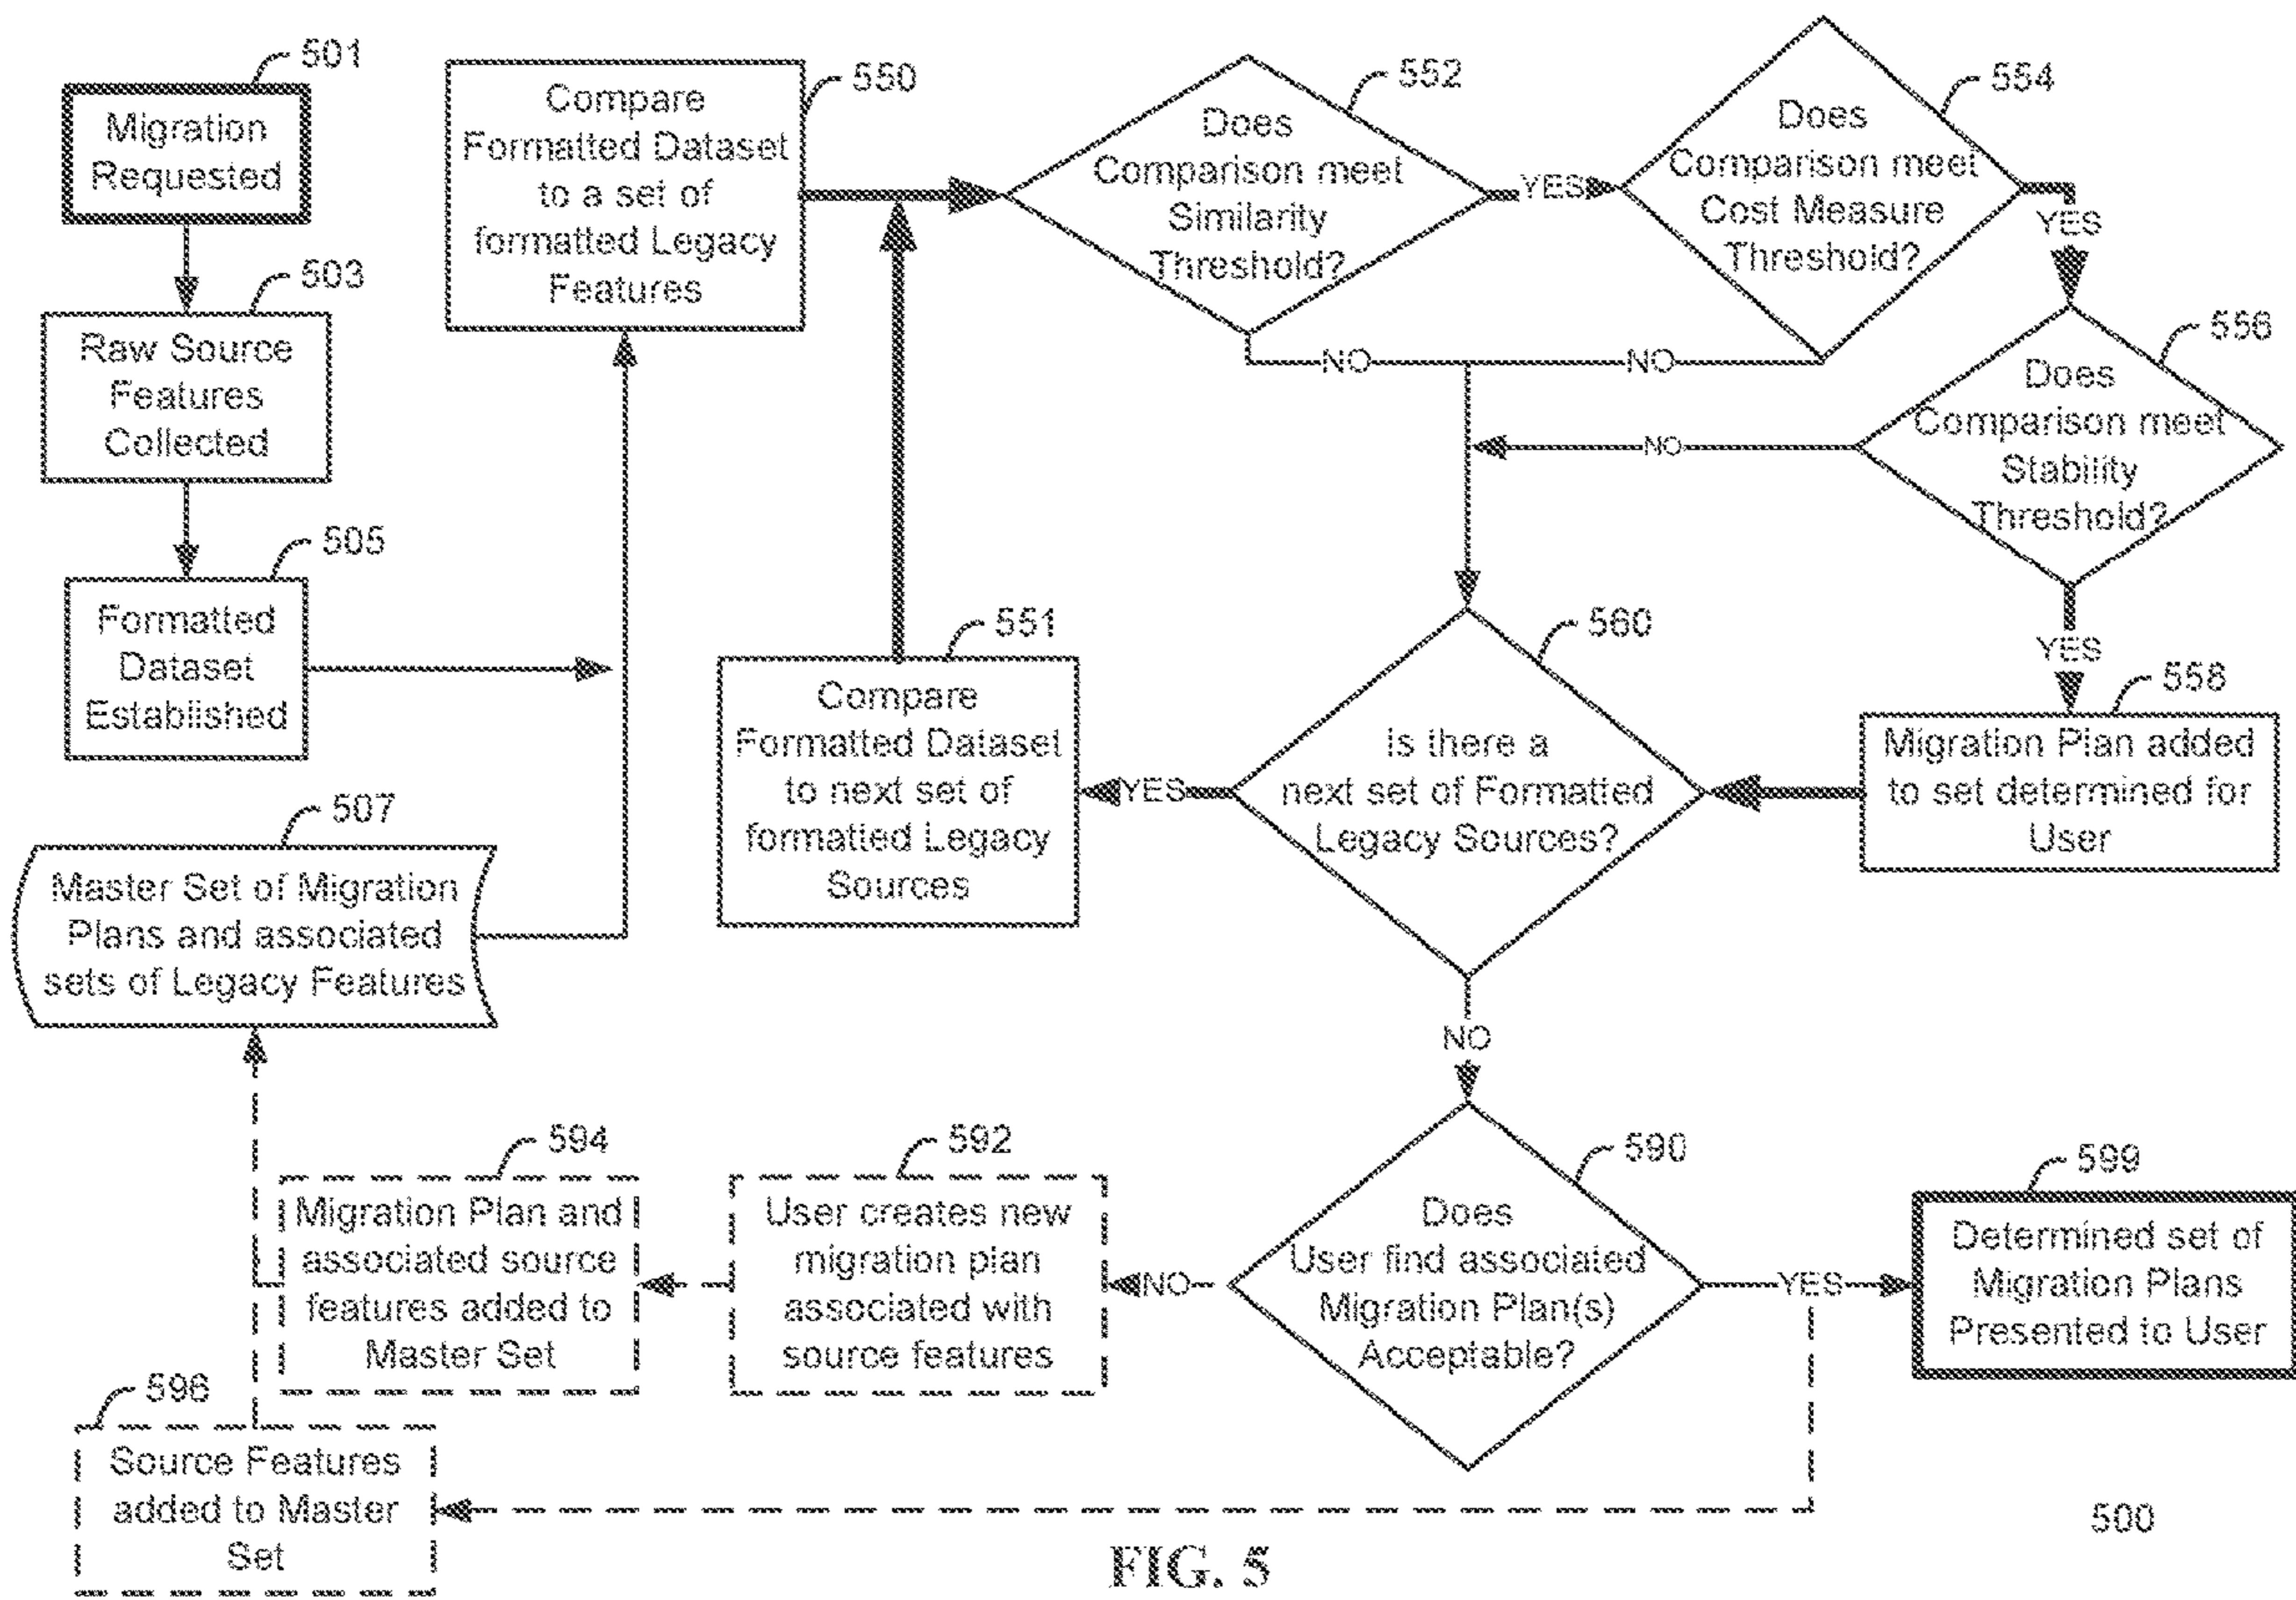 501
Migration
Requested
503
Raw Source
Features
Collected
505
Formatted
Dataset
Established
507
Master Set of Migration
Plans and associated
sets of Legacy Features
550
Compare
Formatted Dataset
to a set of
formatted Legacy
Features
552
Does
Comparison meet
Similarity
Threshold?
YES
NO
554
Does
Comparison meet
Cost Measure
Threshold?
YES
NO
556
Does
Comparison meet
Stability
Threshold?
NO
YES
558
Migration Plan added
to set determined for
User
560
Is there a
next set of Formatted
Legacy Sources?
YES
NO
551
Compare
Formatted Dataset
to next set of
formattied Legacy
Sources
590
Does
User find associated
Migration Plan(s)
Acceptable?
NO
YES
592
User creates new
migration plan
associated with
source features
594
Migration Plan and
associated source
features added to
Master Set
596
Source Features
added to Master
Set
599
Determined set of
Migration Plans
Presented to User
500
FIG. 5